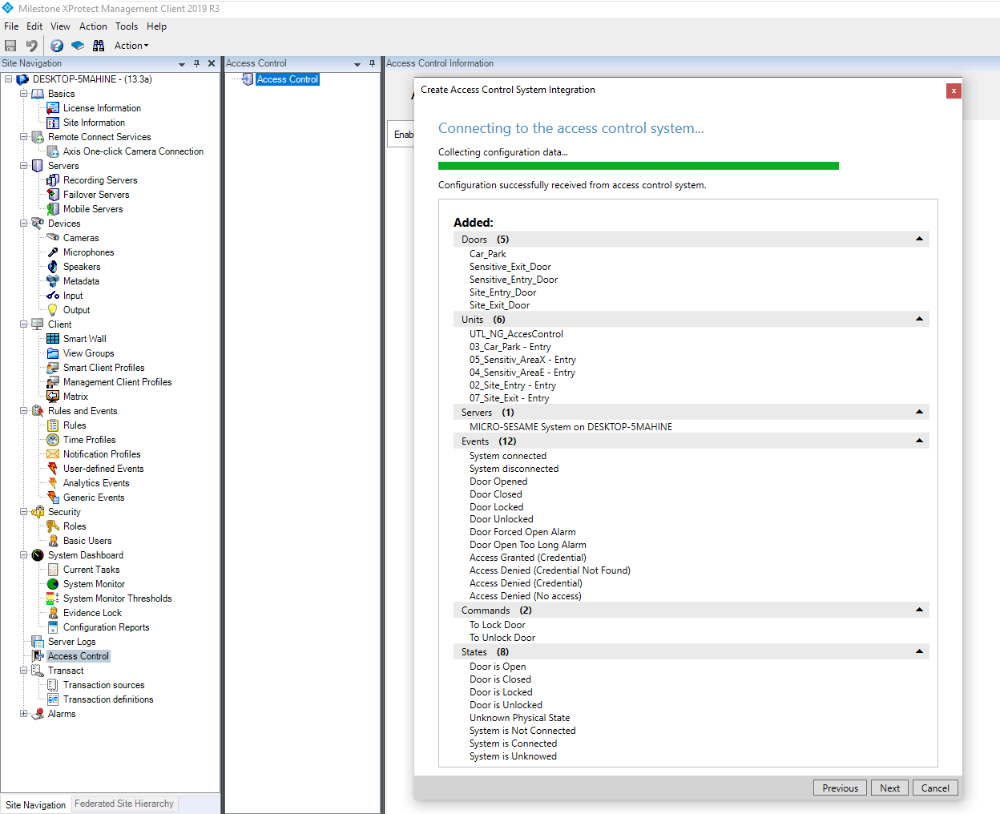 Milestone XProtect Management Client 2019 R3
File Edit View Action Tools Help
Action
Site Navigation
DESKTOP-5MAHINE - (13.3a)
Basics
License Information
Site Information
Remote Connect Services
Axis One-click Camera Connection
Servers
Recording Servers
Failover Servers
Mobile Servers
Devices
Cameras
Microphones
Speakers
Metadata
Input
Output
Client
Smart Wall
View Groups
Smart Client Profiles
Management Client Profiles
Matrix
Rules and Events
Rules
Time Profiles
Notification Profiles
User-defined Events
Analytics Events
Generic Events
Security
Roles
Basic Users
System Dashboard
Current Tasks
System Monitor
System Monitor Thresholds
Evidence Lock
Configuration Reports
Server Logs
Access Control
Transact
Transaction sources
Transaction definitions
Alarms
Site Navigation Federated Site Hierarchy
Access Control
Access Control
Access Control Information
Create Access Control System Integration
Connecting to the access control system...
Collecting configuration data...
Configuration successfully received from access control system.
Added:
Doors (5)
Car_Park
Sensitive_Exit_Door
Sensitive_Entry_Door
Site_Entry_Door
Site_Exit_Door
Units (6)
UTL_NG_AccesControl
03_Car_Park - Entry
05_Sensitiv_AreaX - Entry
04_Sensitiv_AreaE - Entry
02_Site_Entry - Entry
07_Site_Exit - Entry
Servers (1)
MICRO-SESAME System on DESKTOP-5MAHINE
Events (12)
System connected
System disconnected
Door Opened
Door Closed
Door Locked
Door Unlocked
Door Forced Open Alarm
Door Open Too Long Alarm
Access Granted (Credential)
Access Denied (Credential Not Found)
Access Denied (Credential)
Access Denied (No access)
Commands (2)
To Lock Door
To Unlock Door
States (8)
Door is Open
Door is Closed
Door is Locked
Door is Unlocked
Unknown Physical State
System is Not Connected
System is Connected
System is Unknowed
Previous Next Cancel